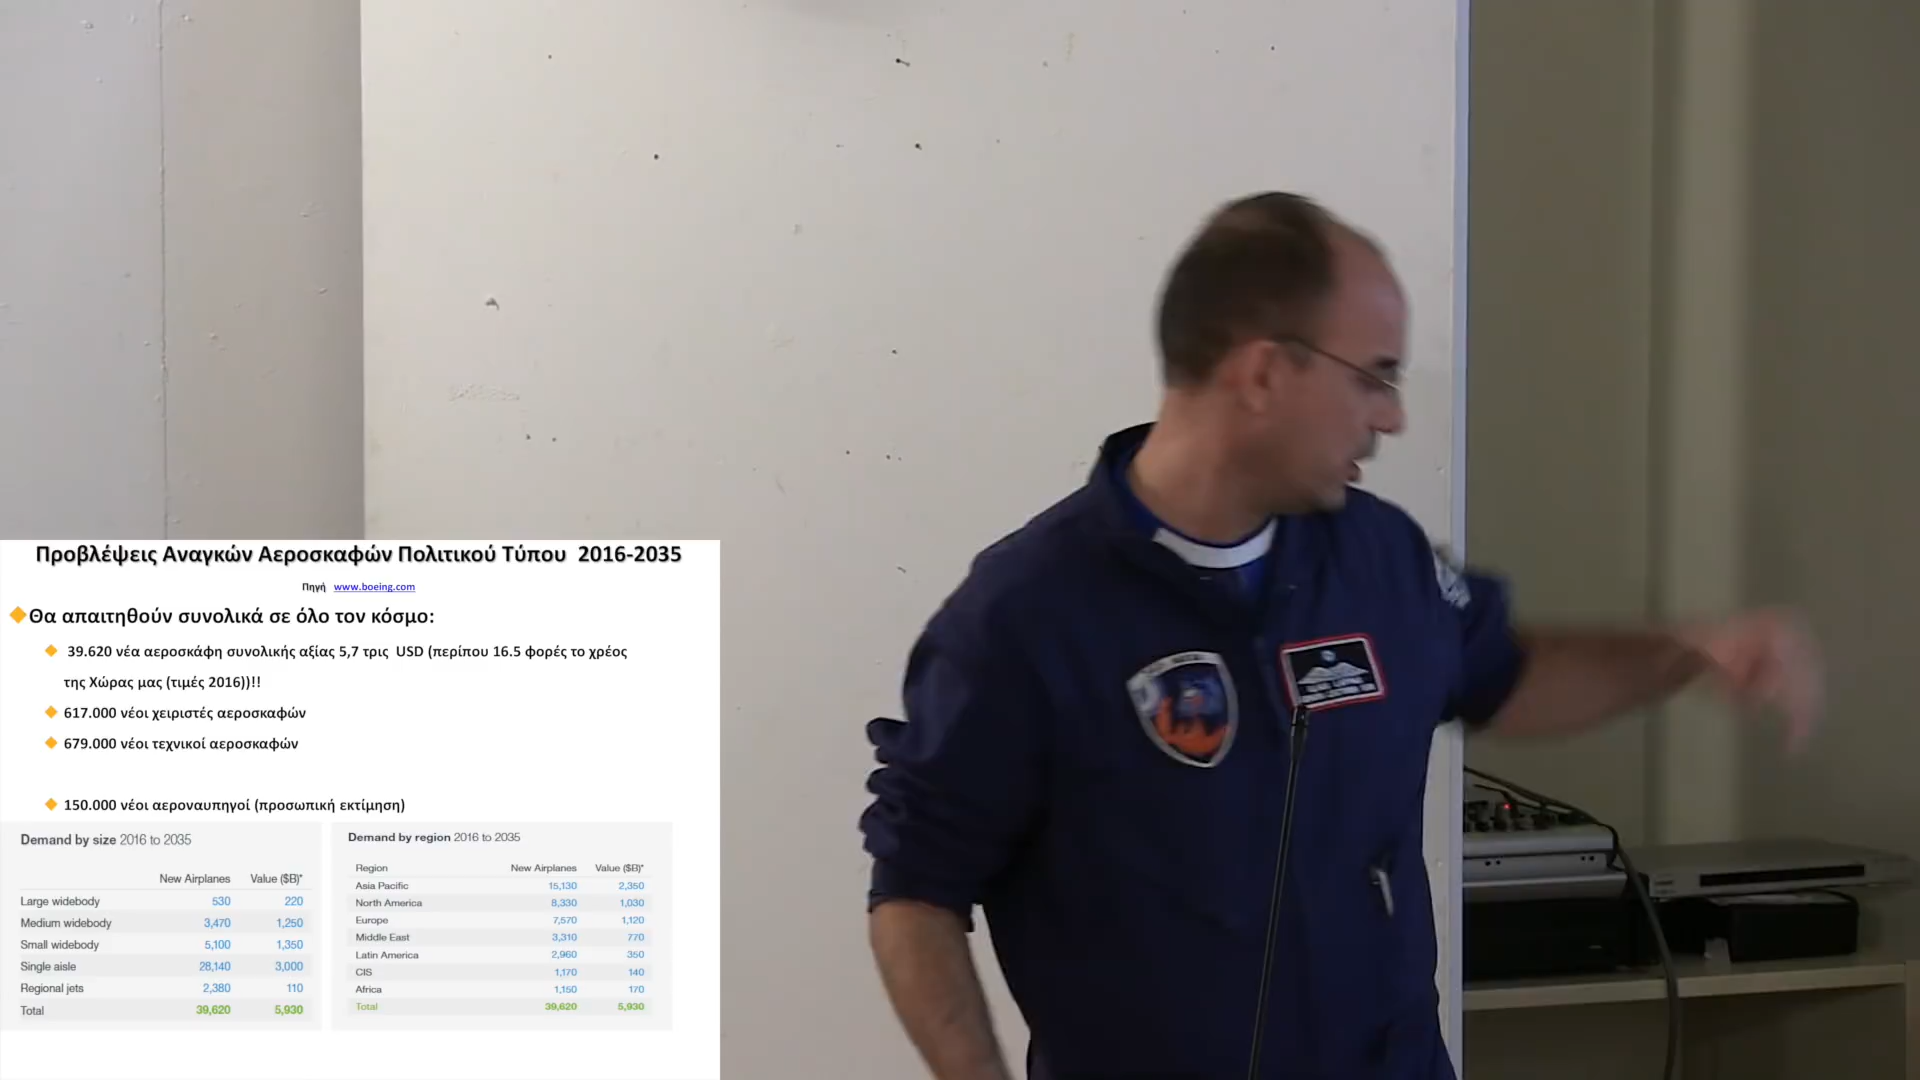 Προβλέψεις Αναγκών Αεροσκαφών Πολιτικού Τύπου 2016-2035
Πηγή www.boeing.com
Θα απαιτηθούν συνολικά σε όλο τον κόσμο:
39.620 νέα αεροσκάφη συνολικής αξίας 5,7 τρις USD (περίπου 16.5 φορές το χρέος
της Χώρας μας (τιμές 2016))!!
617.000 νέοι χειριστές αεροσκαφών
679.000 νέοι τεχνικοί αεροσκαφών
150.000 νέοι αεροναυπηγοί (προσωπική εκτίμηση)
Demand by size 2016 to 2035
New Airplanes Value ($B)*
Large widebody 530 220
Medium widebody 3,470 1,250
Small widebody 5,100 1,350
Single aisle 28,140 3,000
Regional jets 2,380 110
Total 39,620 5,930
Demand by region 2016 to 2035
Region New Airplanes Value ($B)*
Asia Pacific 15,130 2,350
North America 8,330 1,030
Europe 7,570 1,120
Middle East 3,310 770
Latin America 2,960 350
CIS 1,170 140
Africa 1,150 170
Total 39,620 5,930